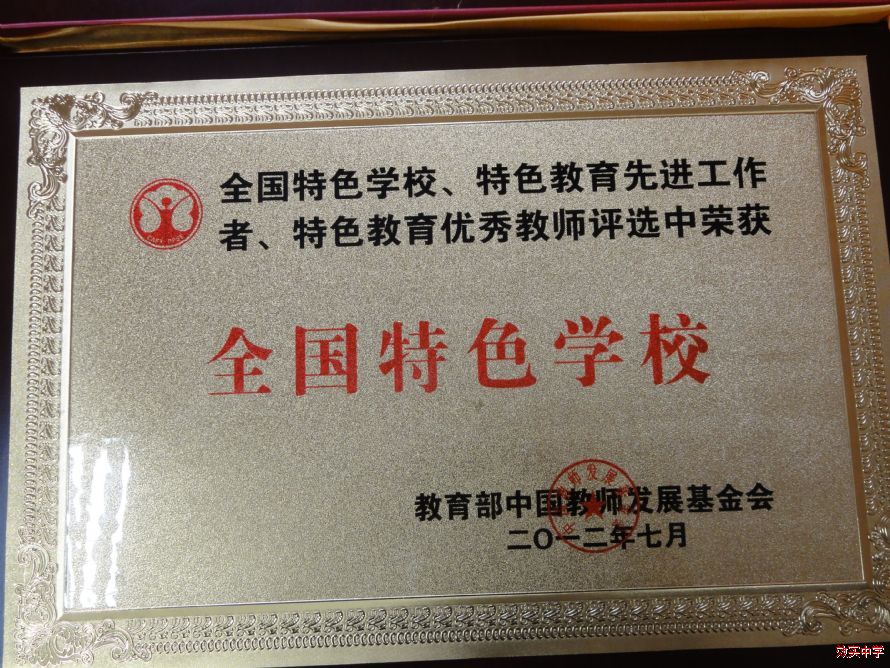 全国特色学校、特色教育先进工作
者、特色教育优秀教师评选中荣获
全国特色学校
教育部中国教师发展基金会
二〇一二年七月